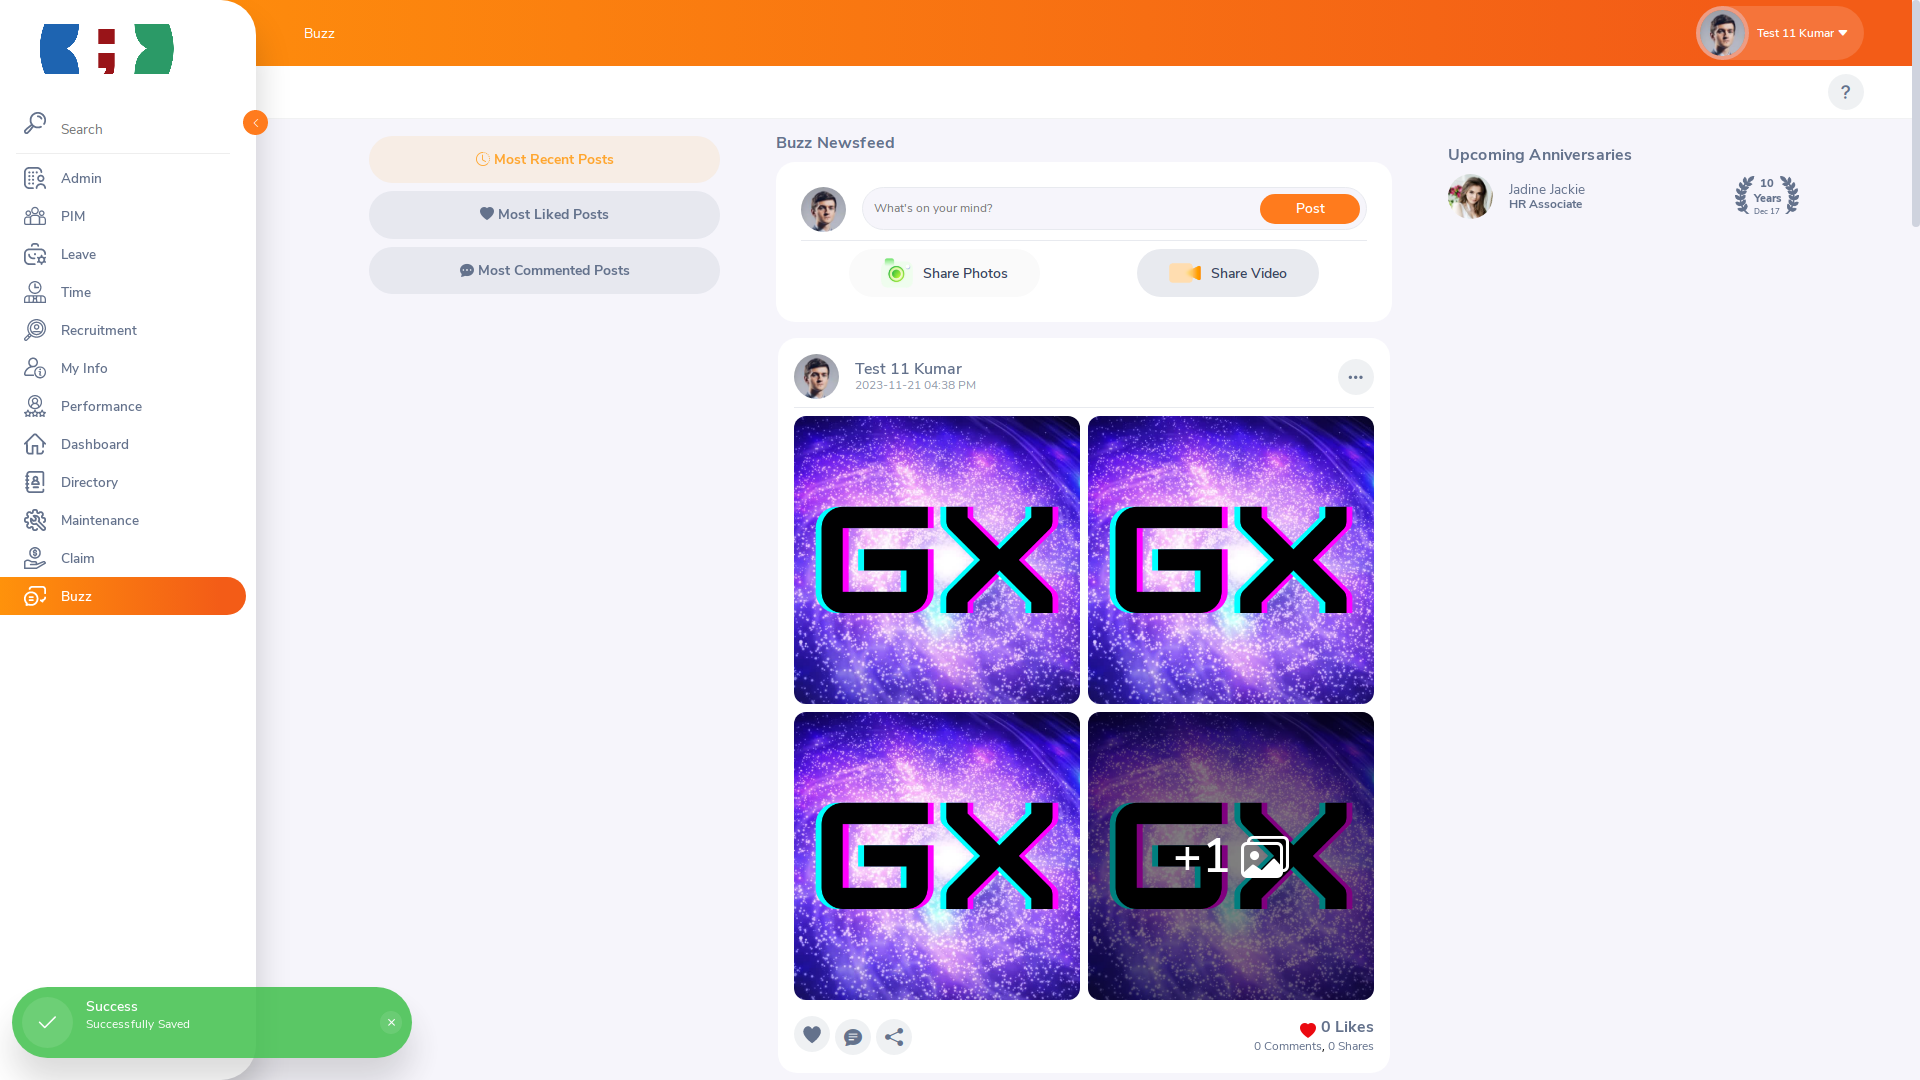 Buzz
Test 11 Kumar
?
Search
Admin
PIM
Leave
Time
Recruitment
My Info
Performance
Dashboard
Directory
Maintenance
Claim
Buzz
Most Recent Posts
Most Liked Posts
Most Commented Posts
Buzz Newsfeed
What's on your mind?
Post
Share Photos
Share Video
Test 11 Kumar
2023-11-21 04:38 PM
GX
GX
GX
GX
+1
0 Likes
0 Comments, 0 Shares
Upcoming Anniversaries
Jadine Jackie
HR Associate
10
Years
Dec 17
Success
Successfully Saved
×